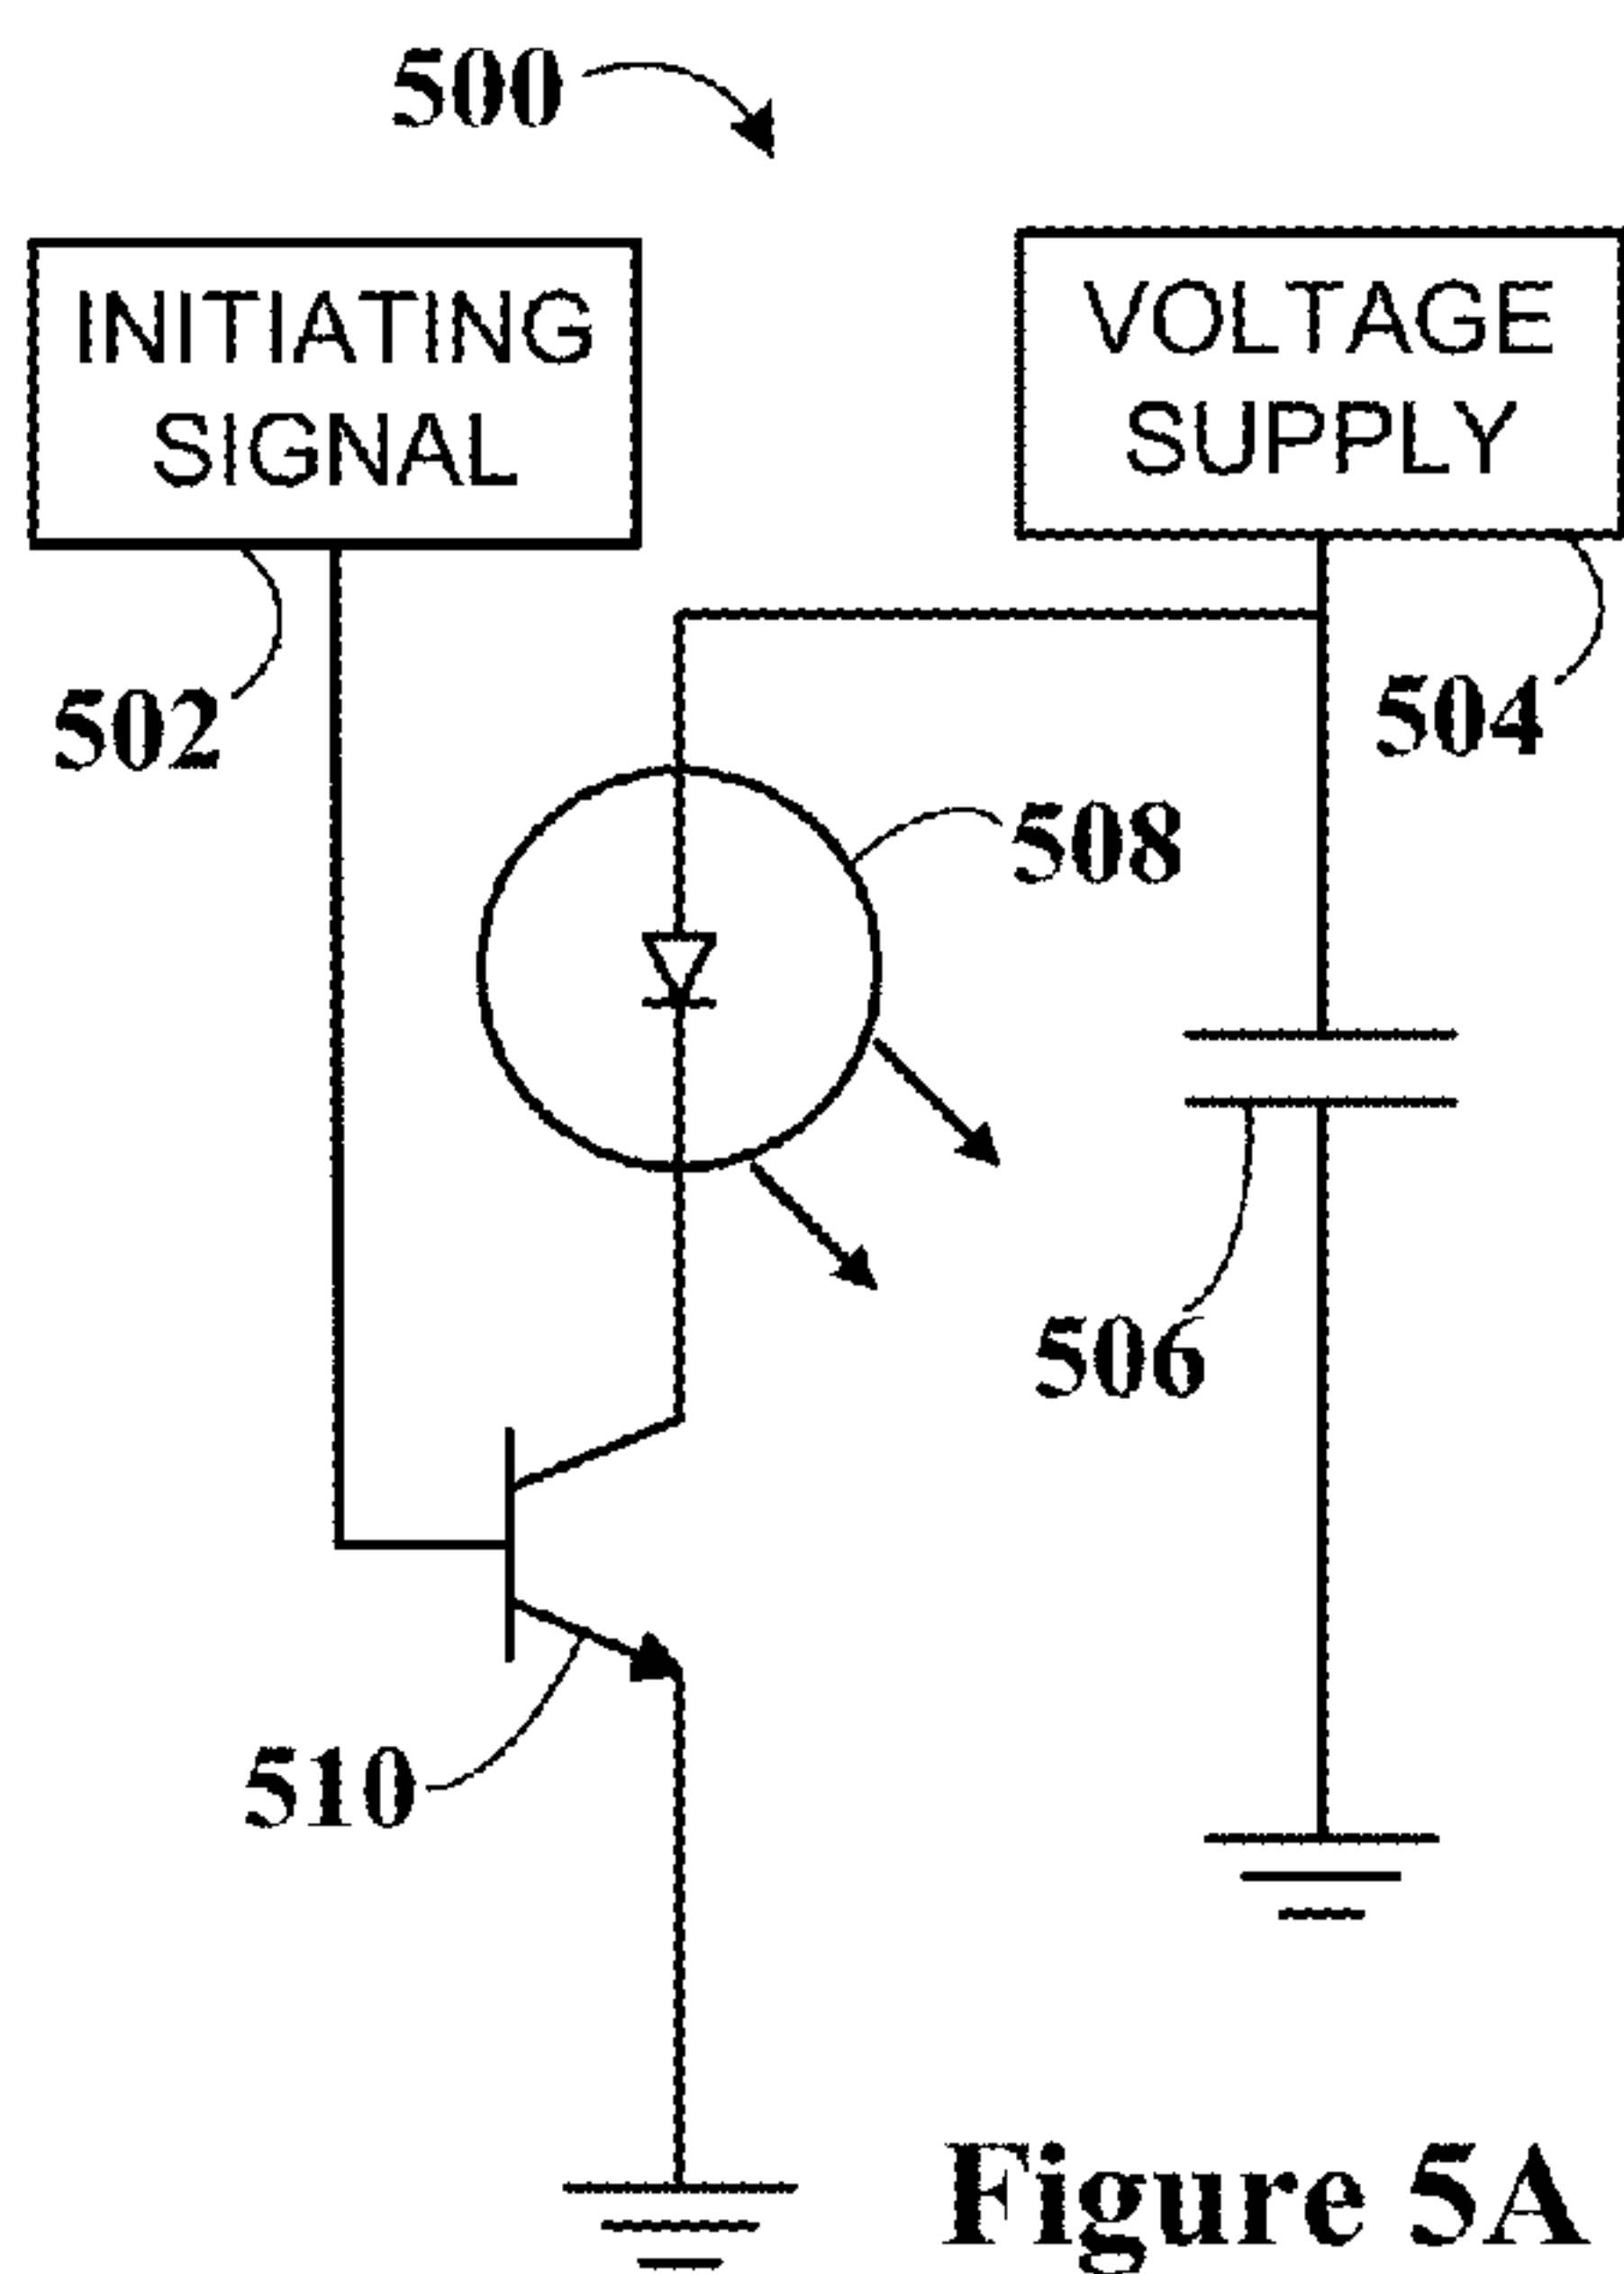 500
INITIATING
SIGNAL
VOLTAGE
SUPPLY
502
504
508
506
510
Figure 5A